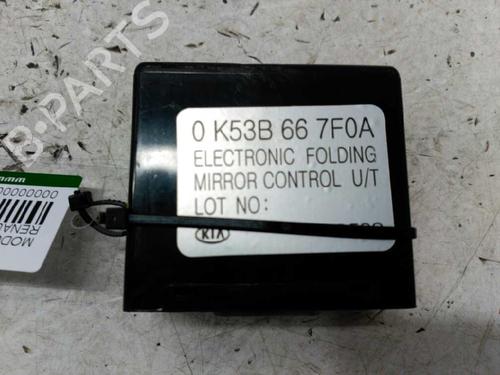 B-PARTS
0 K53B 66 7F0A
ELECTRONIC FOLDING
MIRROR CONTROL U/T
LOT NO:
KIA